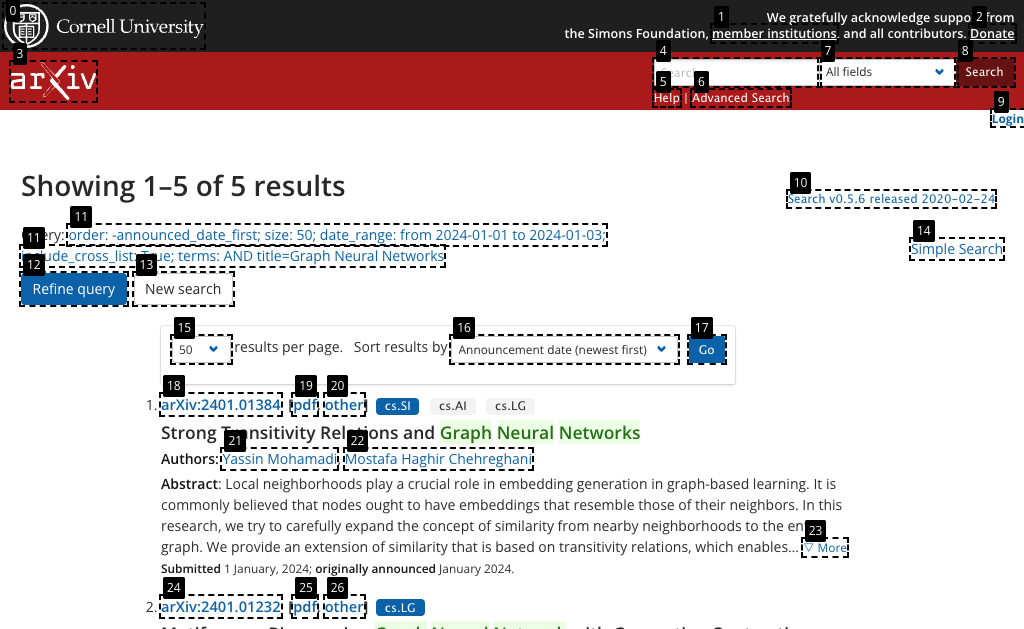 0
Cornell University
1
2
We gratefully acknowledge from
the Simons Foundation, member institutions. and all contributors. Donate
3
arXiv
4
7
8
Search...
All fields
Search
5
6
Help | Advanced Search
9
Login
Showing 1–5 of 5 results
10
Search v0.5.6 released 2020-02-24
11
order: -announced_date_first; size: 50; date_range: from 2024-01-01 to 2024-01-03;
11
14
include_cross_list: True; terms: AND title=Graph Neural Networks
Simple Search
12
13
Refine query
New search
15
16
17
50
results per page. Sort results by
Announcement date (newest first)
Go
18
19
20
1. arXiv:2401.01384 [pdf, other] cs.SI cs.AI cs.LG
Strong Transitivity Relations and Graph Neural Networks
21
22
Authors: Yassin Mohamadi, Mostafa Haghir Chehreghani
Abstract: Local neighborhoods play a crucial role in embedding generation in graph-based learning. It is
commonly believed that nodes ought to have embeddings that resemble those of their neighbors. In this
research, we try to carefully expand the concept of similarity from nearby neighborhoods to the
23
graph. We provide an extension of similarity that is based on transitivity relations, which enables… ▽ More
Submitted 1 January, 2024; originally announced January 2024.
24
25
26
2. arXiv:2401.01232 [pdf, other] cs.LG